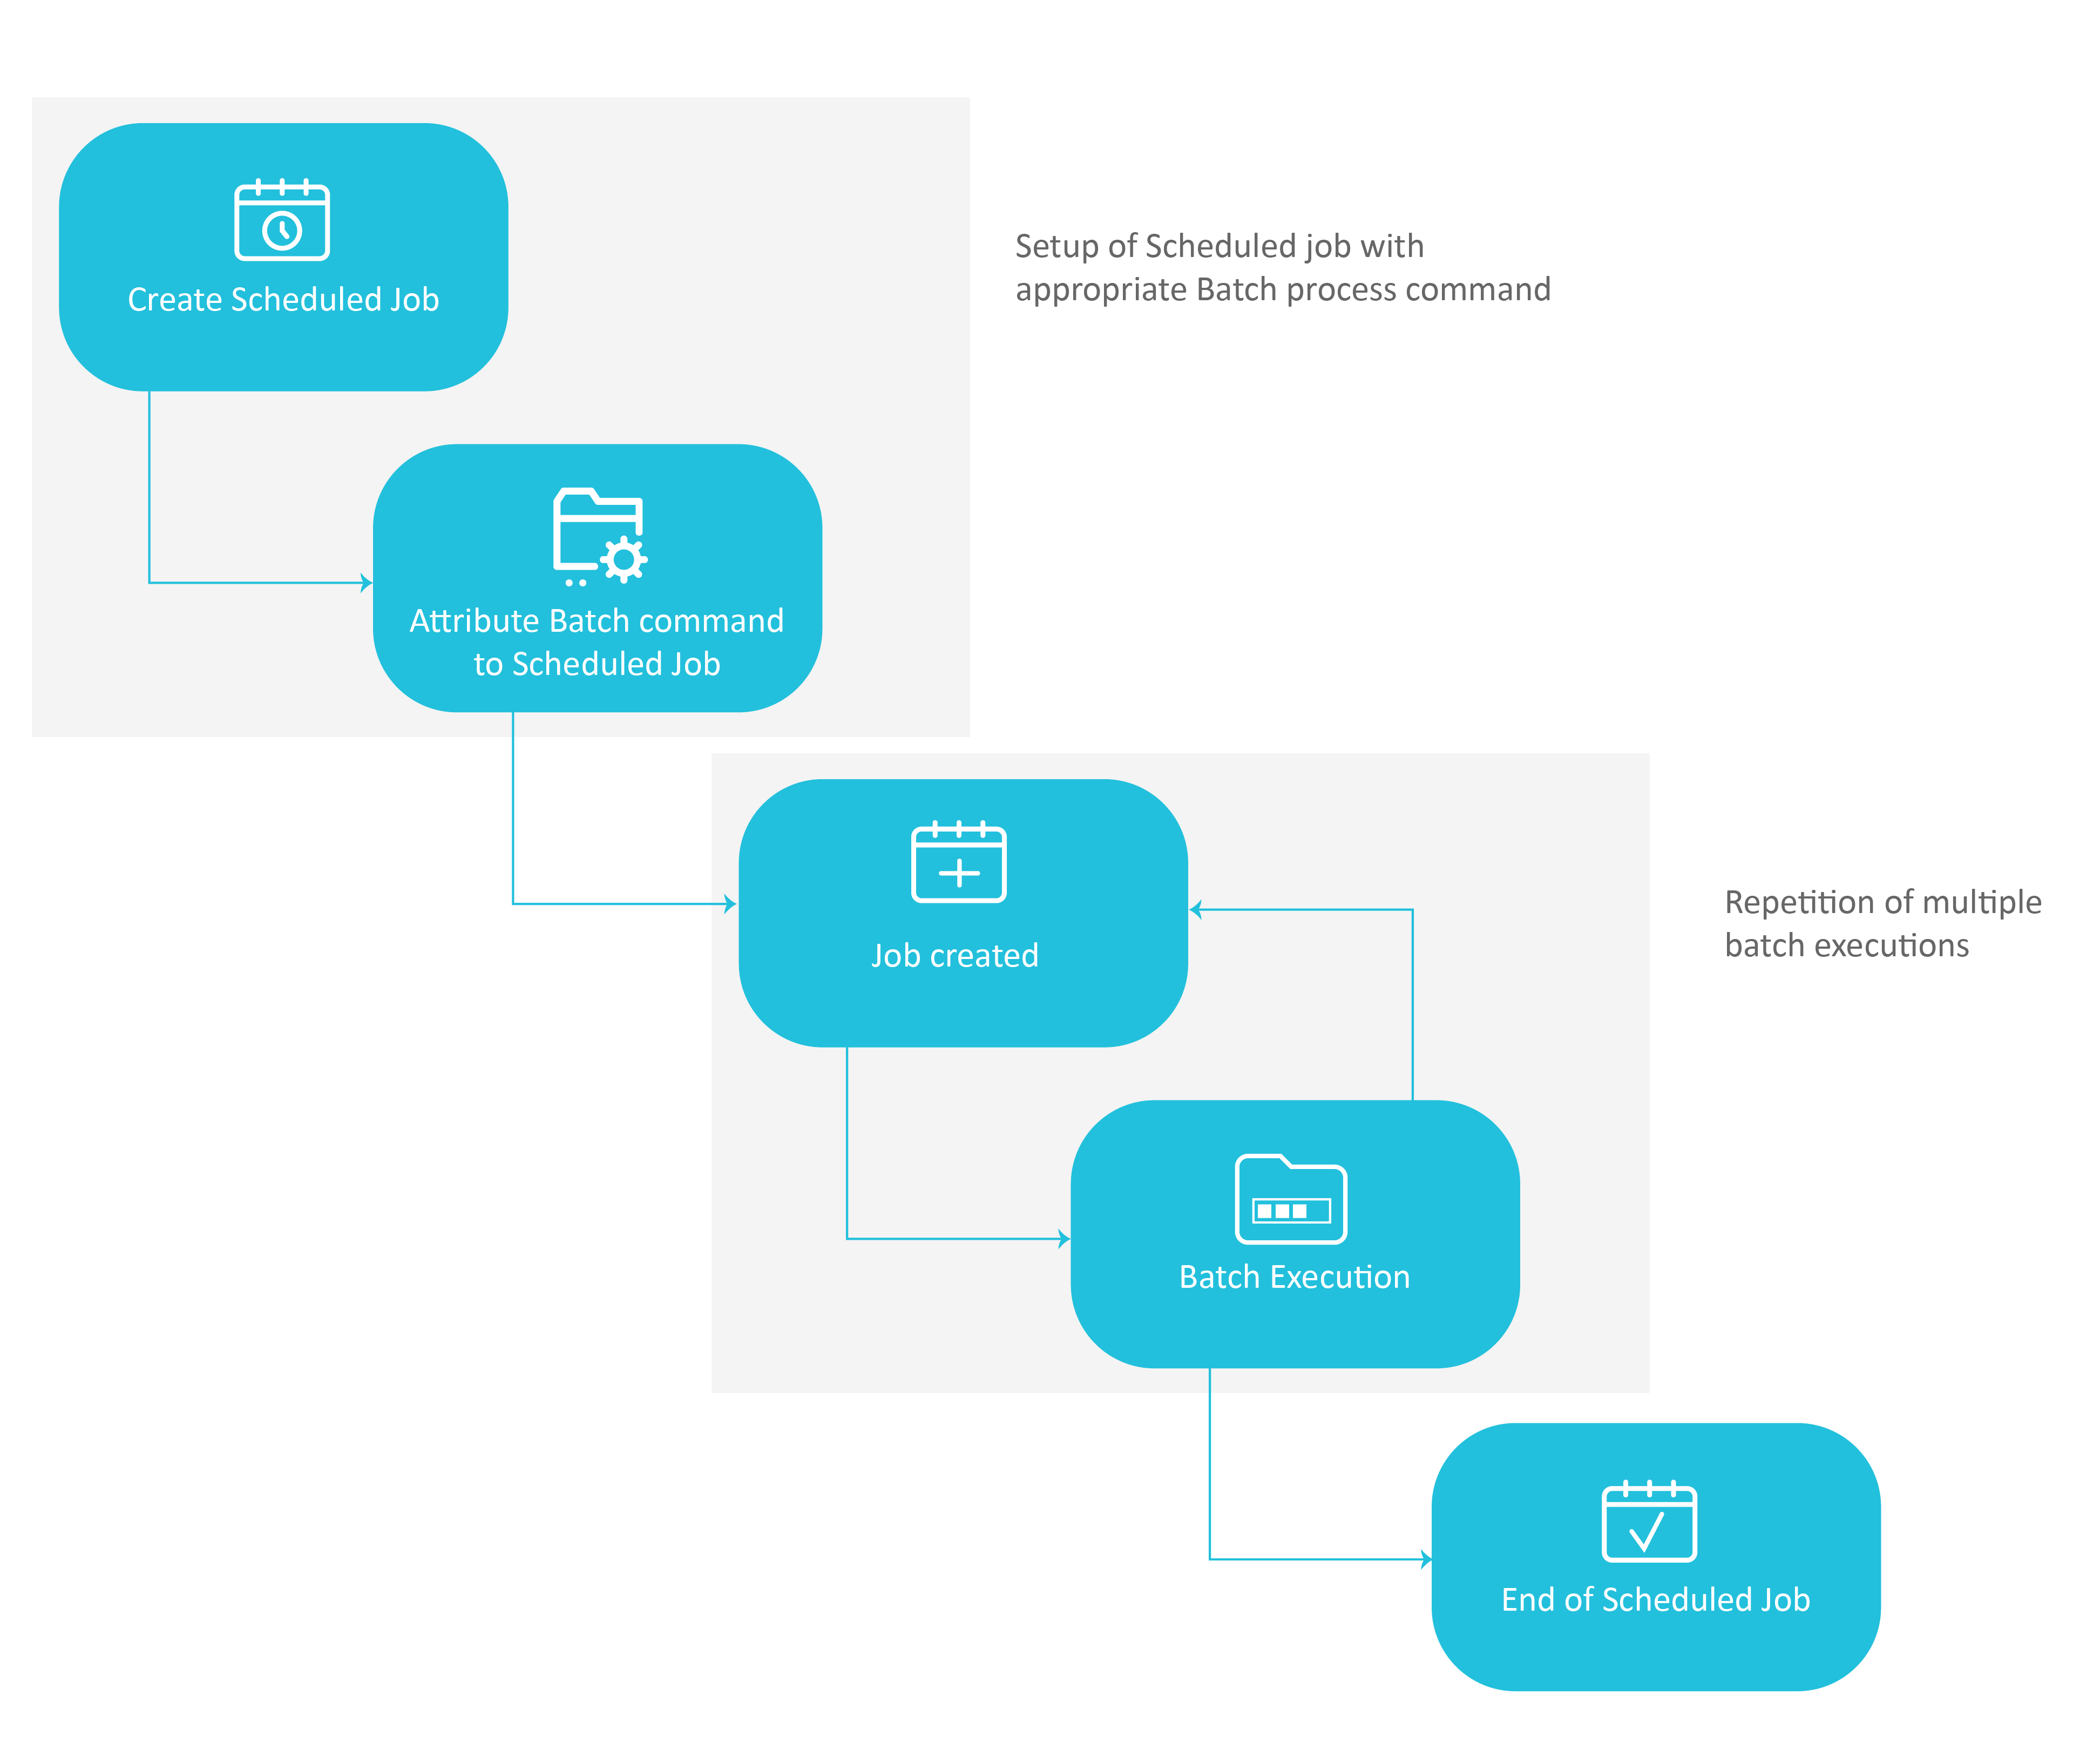 Create Scheduled Job
Setup of Scheduled job with
appropriate Batch process command
Attribute Batch command
to Scheduled Job
Job created
Repetition of multiple
batch executions
Batch Execution
End of Scheduled Job